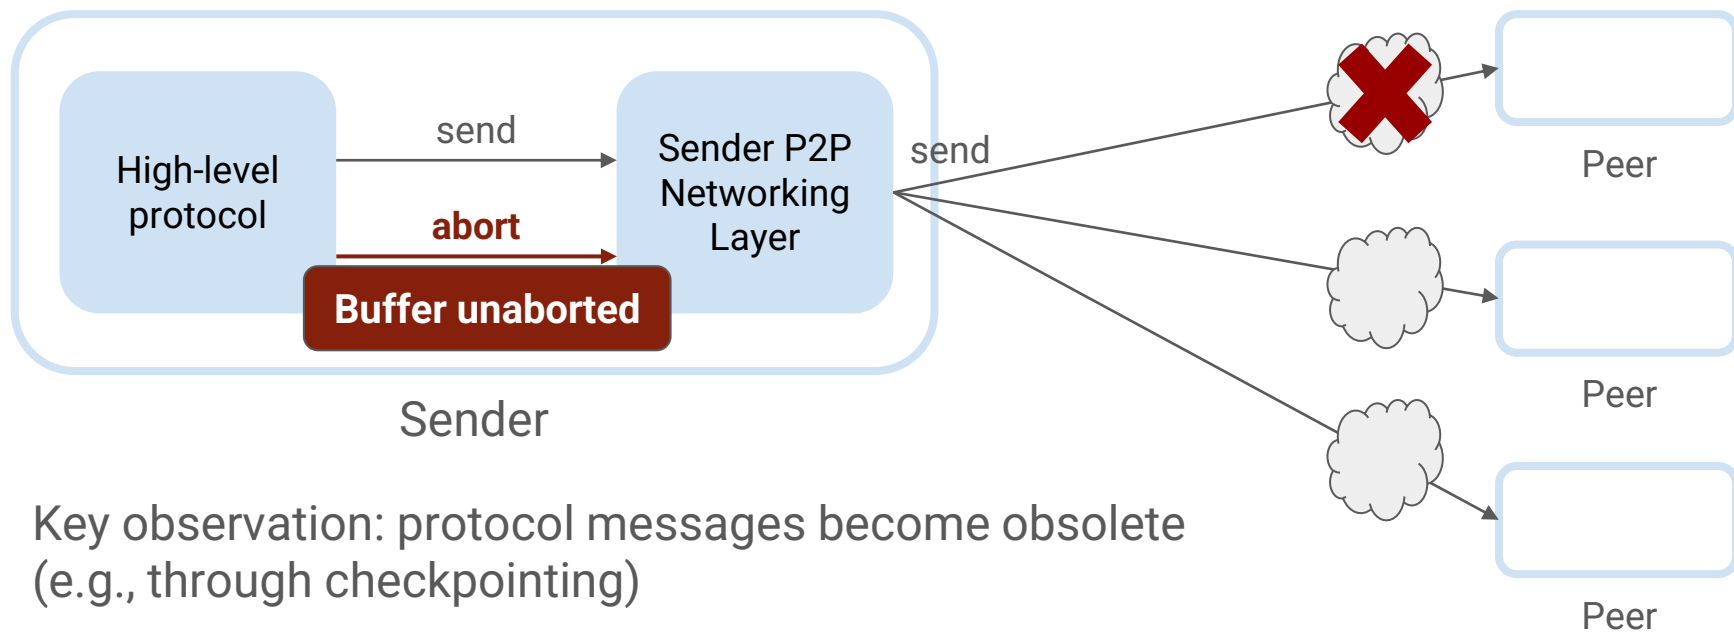 High-level
protocol
send
abort
Buffer unaborted
Sender P2P
Networking
Layer
send
Sender
Peer
Peer
Peer
Key observation: protocol messages become obsolete
(e.g., through checkpointing)